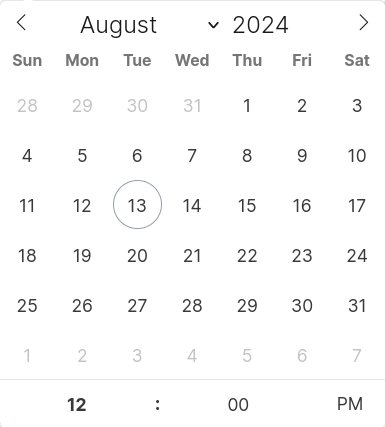 August 2024
Sun Mon Tue Wed Thu Fri Sat
28 29 30 31 1 2 3
4 5 6 7 8 9 10
11 12 13 14 15 16 17
18 19 20 21 22 23 24
25 26 27 28 29 30 31
1 2 3 4 5 6 7
12 : 00 PM